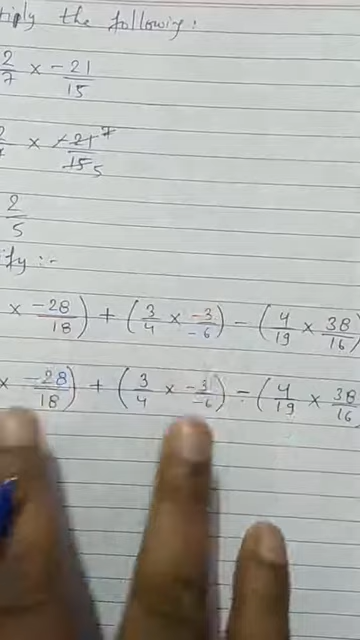 tiply the following:
2/7 × -21/15
2/7 × -21 7/15 5
2/5
ify :-
× -28/18) + (3/4 × -3/-6) - (4/19 × 38/16)
× -28/18) + (3/4 × -3/-6) - (4/19 × 38/16